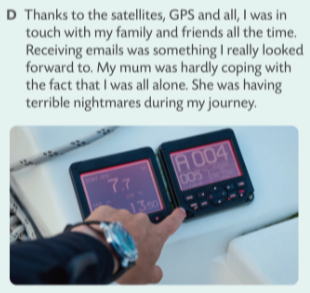 D Thanks to the satellites, GPS and all, I was in
touch with my family and friends all the time.
Receiving emails was something I really looked
forward to. My mum was hardly coping with
the fact that I was all alone. She was having
terrible nightmares during my journey.
7.7
A 004
005